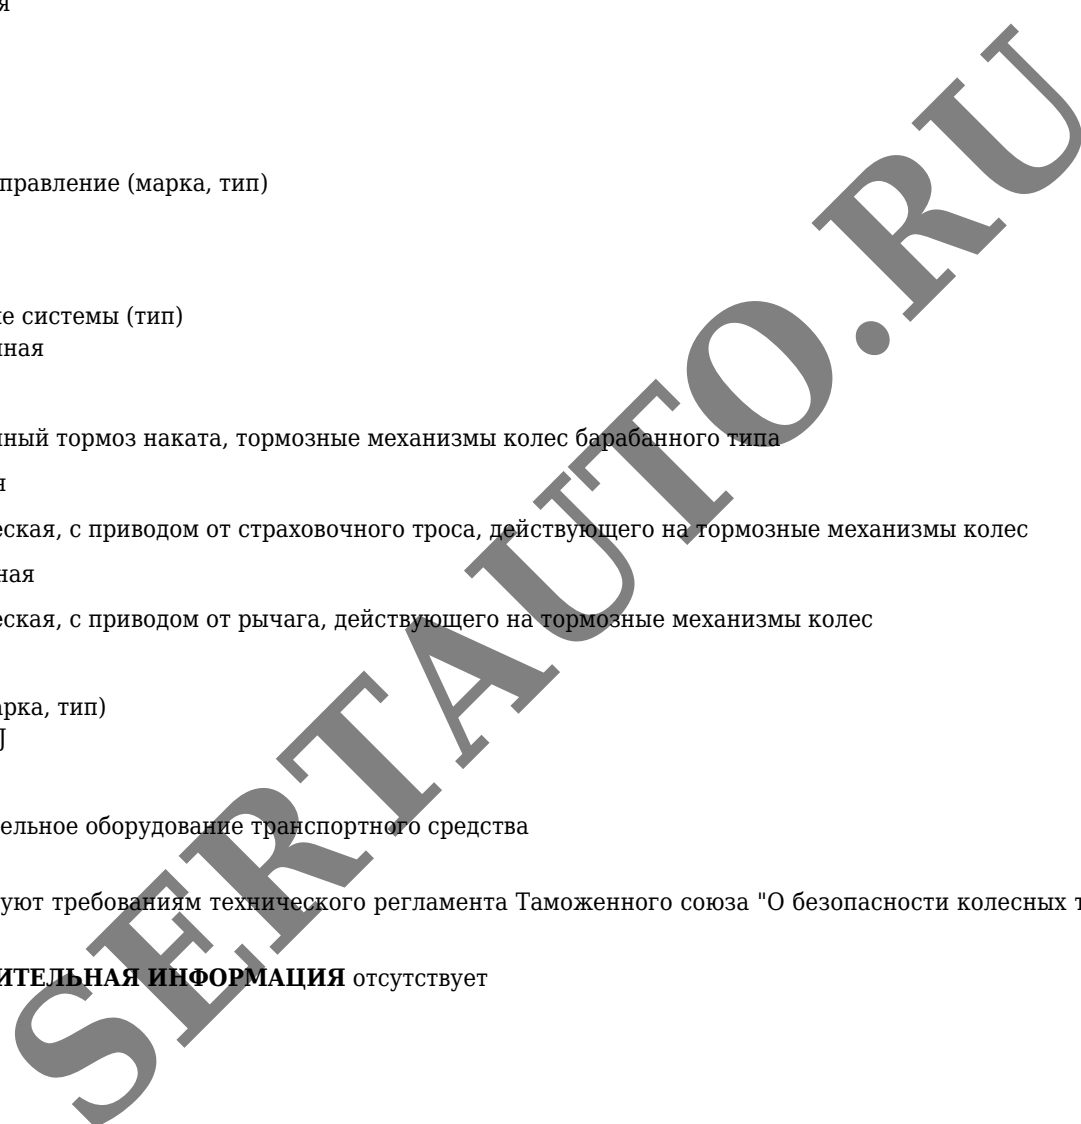 я
правление (марка, тип)
е системы (тип)
нная
нный тормоз наката, тормозные механизмы колес барабанного типа
я
еская, с приводом от страховочного троса, действующего на тормозные механизмы колес
ная
еская, с приводом от рычага, действующего на тормозные механизмы колес
арка, тип)
J
ельное оборудование транспортного средства
уют требованиям технического регламента Таможенного союза "О безопасности колесных т
ИТЕЛЬНАЯ ИНФОРМАЦИЯ отсутствует
SERTAUTO.RU